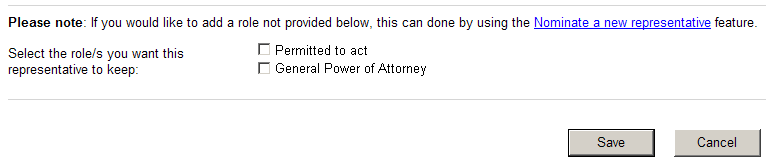 Please note: If you would like to add a role not provided below, this can done by using the Nominate a new representative feature.
Select the role/s you want this
representative to keep:
Permitted to act
General Power of Attorney
Save Cancel